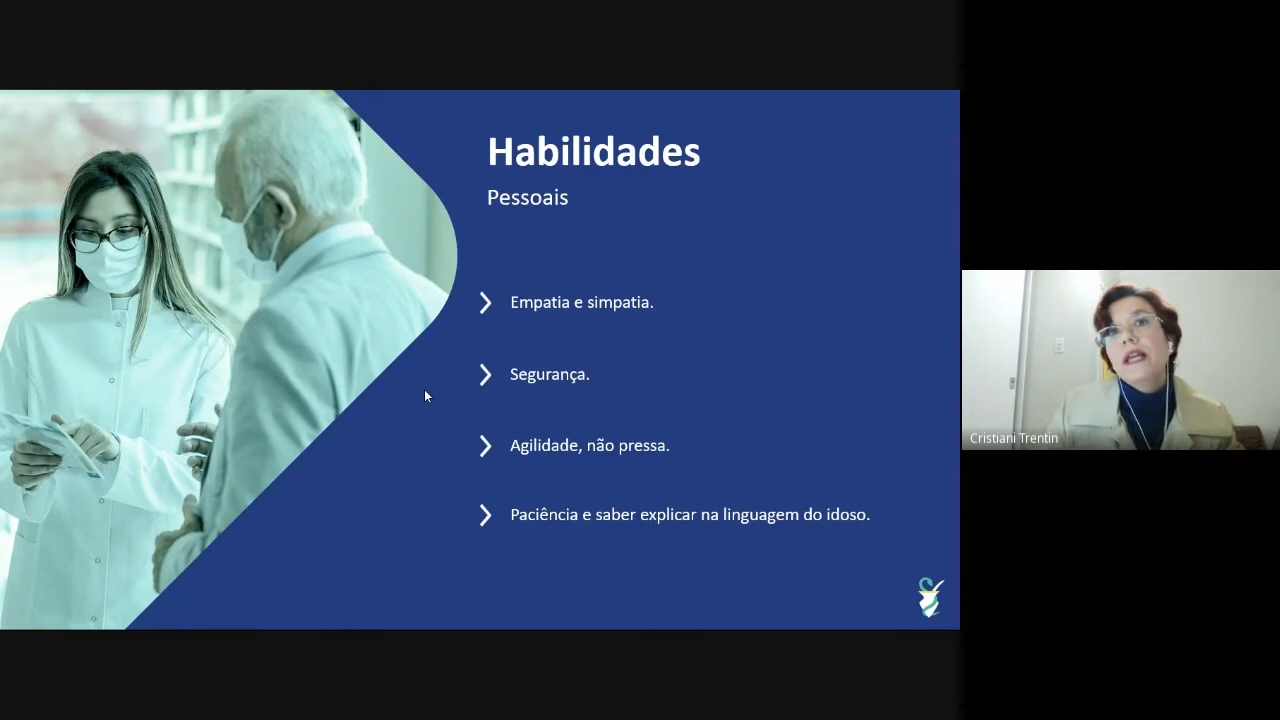 Habilidades
Pessoais
Empatia e simpatia.
Segurança.
Agilidade, não pressa.
Paciência e saber explicar na linguagem do idoso.
Cristiani Trentin